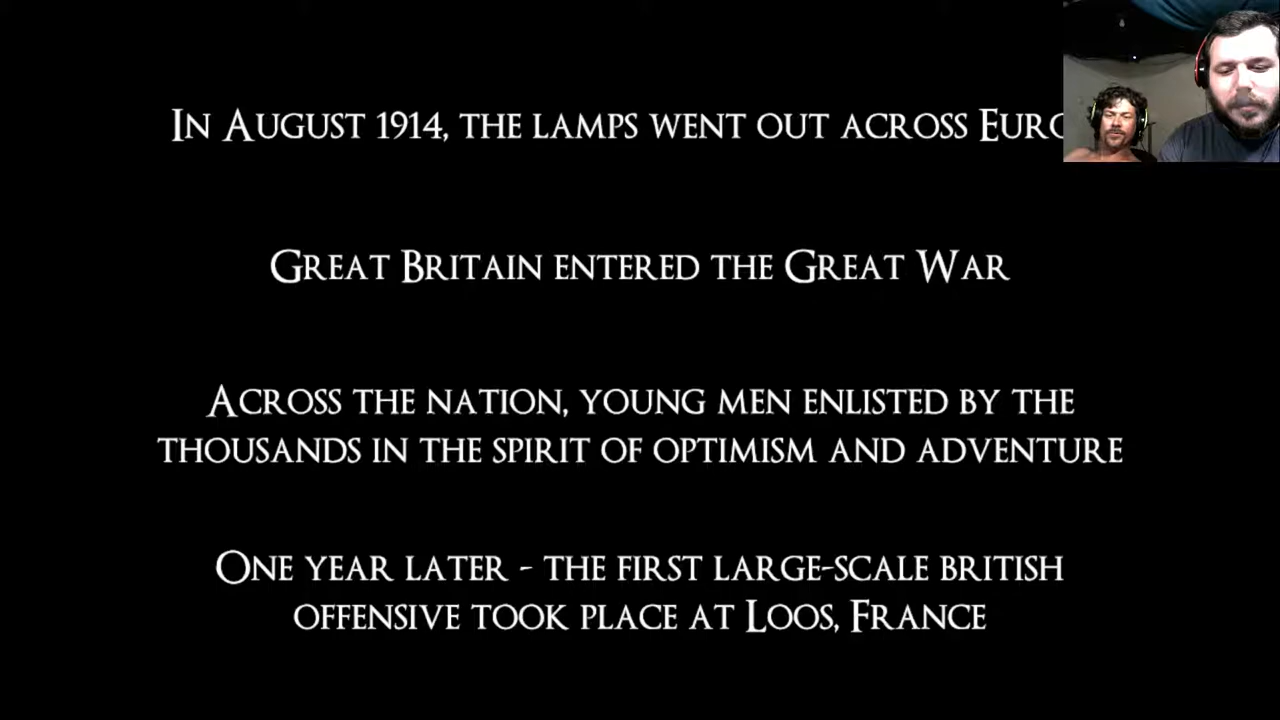 In August 1914, the lamps went out across
Great Britain entered the Great War
Across the nation, young men enlisted by the
thousands in the spirit of optimism and adventure
One year later - the first large-scale british
offensive took place at Loos, France